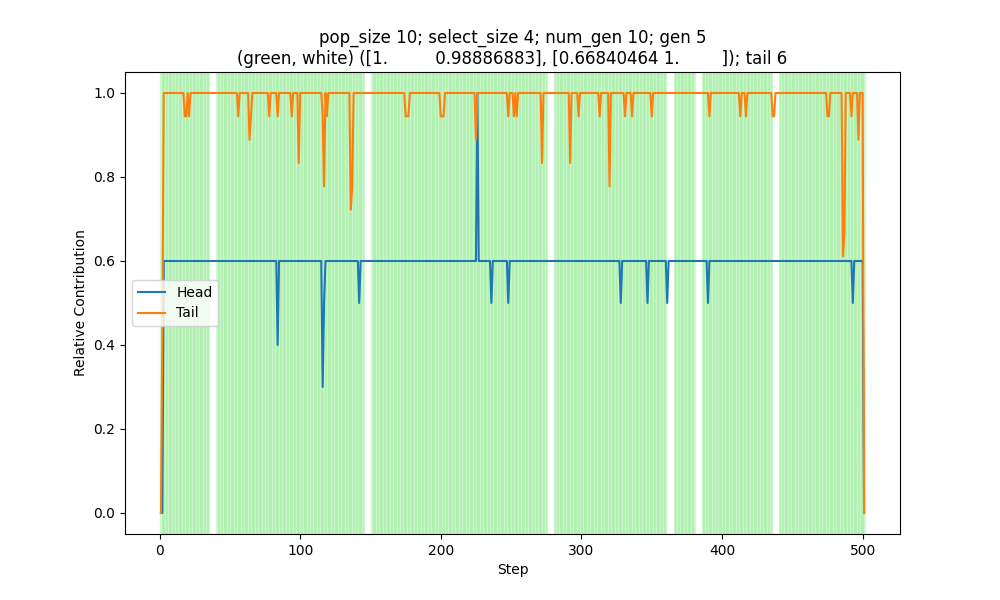 pop_size 10; select_size 4; num_gen 10; gen 5
(green, white) ([1. 0.98886883], [0.66840464 1. ]); tail 6
1.0
0.8
0.6
0.4
0.2
0.0
Relative Contribution
Head
Tail
0 100 200 300 400 500
Step